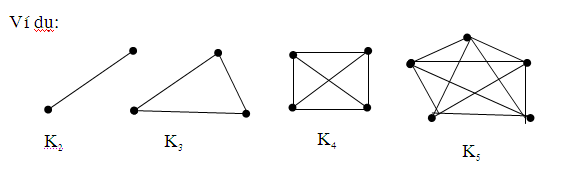 Ví dụ:
K₂ K₃ K₄ K₅